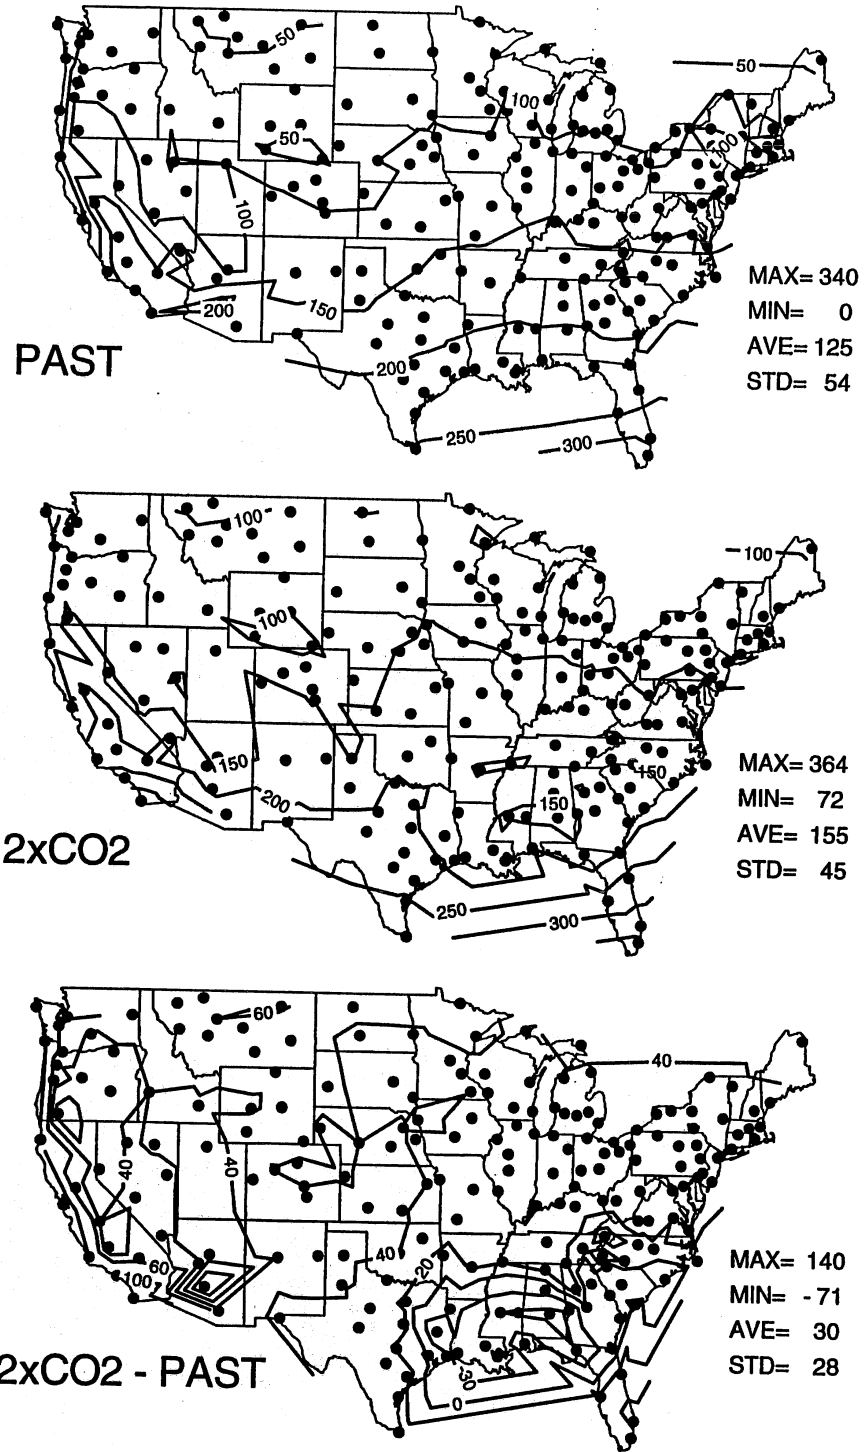 50
50
100
50
100
100
150
200
MAX= 340
MIN= 0
AVE= 125
STD= 54
PAST
200
250
300
100
100
100
150
200
150
150
MAX= 364
MIN= 72
AVE= 155
STD= 45
2xCO2
250
300
60
40
40
40
60
100
40
20
MAX= 140
MIN= -71
AVE= 30
STD= 28
2xCO2 - PAST
-30
0